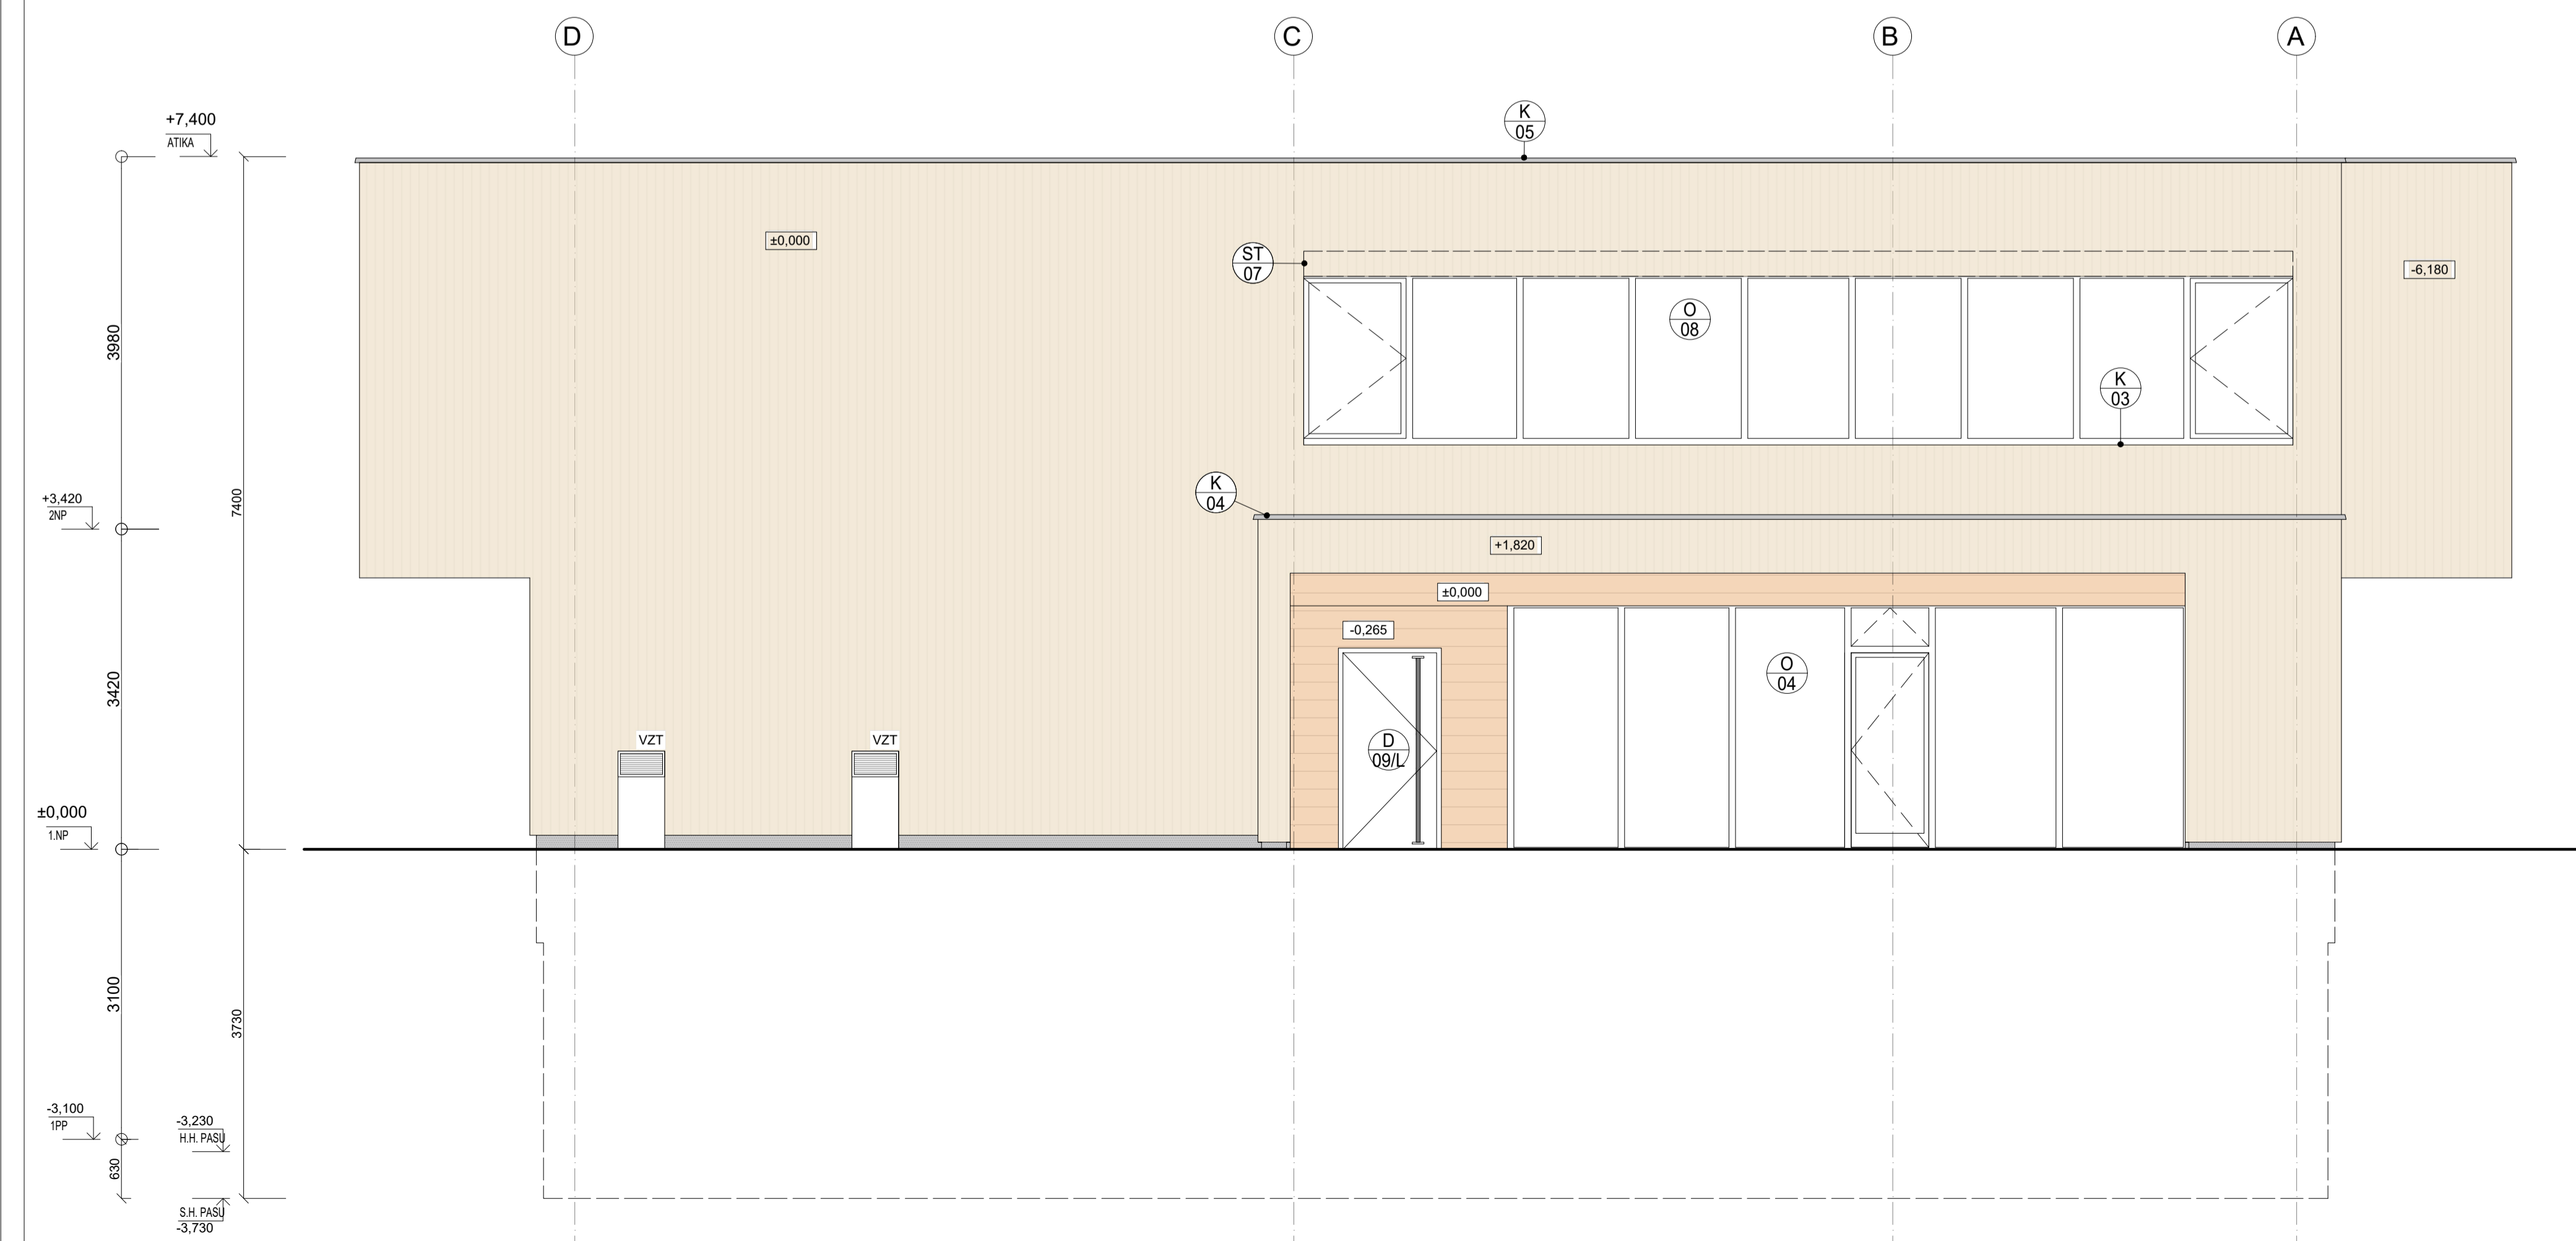 D
C
B
A
K
05
+7,400
ATIKA
±0,000
ST
07
-6,180
O
08
3980
K
03
K
04
+3,420
2NP
7400
+1,820
±0,000
-0,265
O
04
3420
VZT
VZT
D
09/L
±0,000
1.NP
3100
3730
-3,100
1PP
-3,230
H.H. PASU
630
S.H. PASU
-3,730